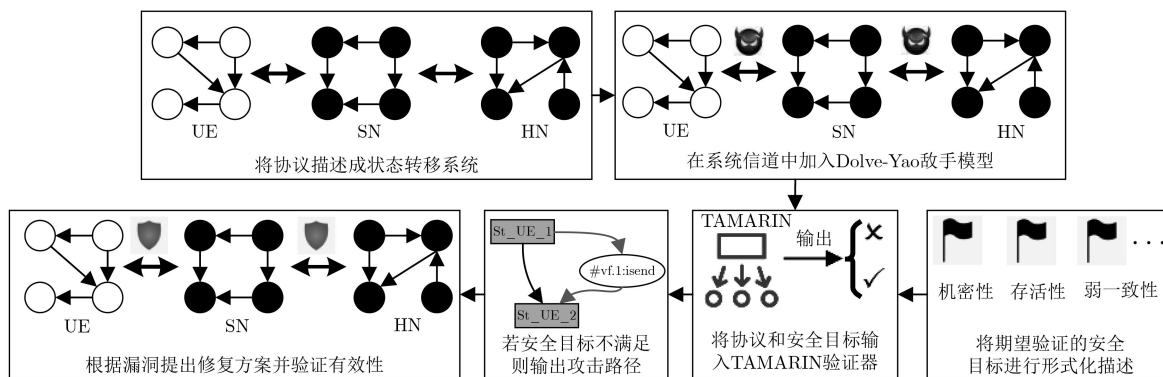 UE
SN
HN
将协议描述成状态转移系统
UE
SN
HN
在系统信道中加入Dolve-Yao敌手模型
机密性
存活性
弱一致性
···
将期望验证的安全
目标进行形式化描述
TAMARIN
输出
将协议和安全目标输
入TAMARIN验证器
St_UE_1
#vf.1:isend
St_UE_2
若安全目标不满足
则输出攻击路径
UE
SN
HN
根据漏洞提出修复方案并验证有效性